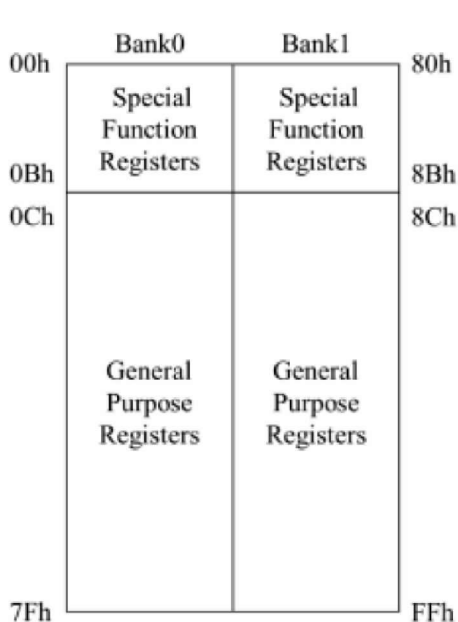 Bank0 Bank1
00h 80h
Special Special
Function Function
Registers Registers
0Bh 8Bh
0Ch 8Ch
General General
Purpose Purpose
Registers Registers
7Fh FFh